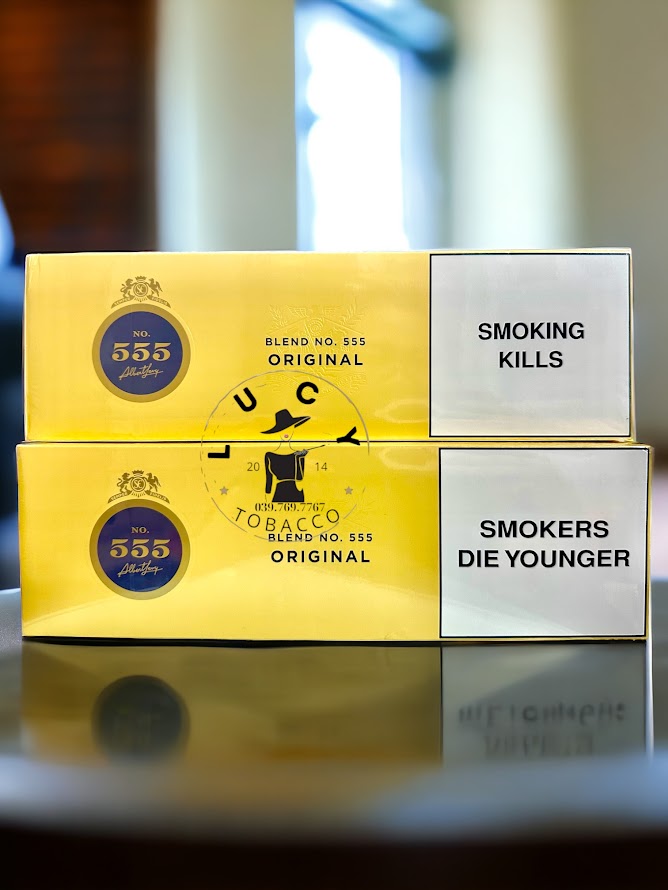 NO.
555
BLEND NO. 555
ORIGINAL
SMOKING
KILLS
LUCY
20 14
039.769.7767
TOBACCO
NO.
555
BLEND NO. 555
ORIGINAL
SMOKERS
DIE YOUNGER